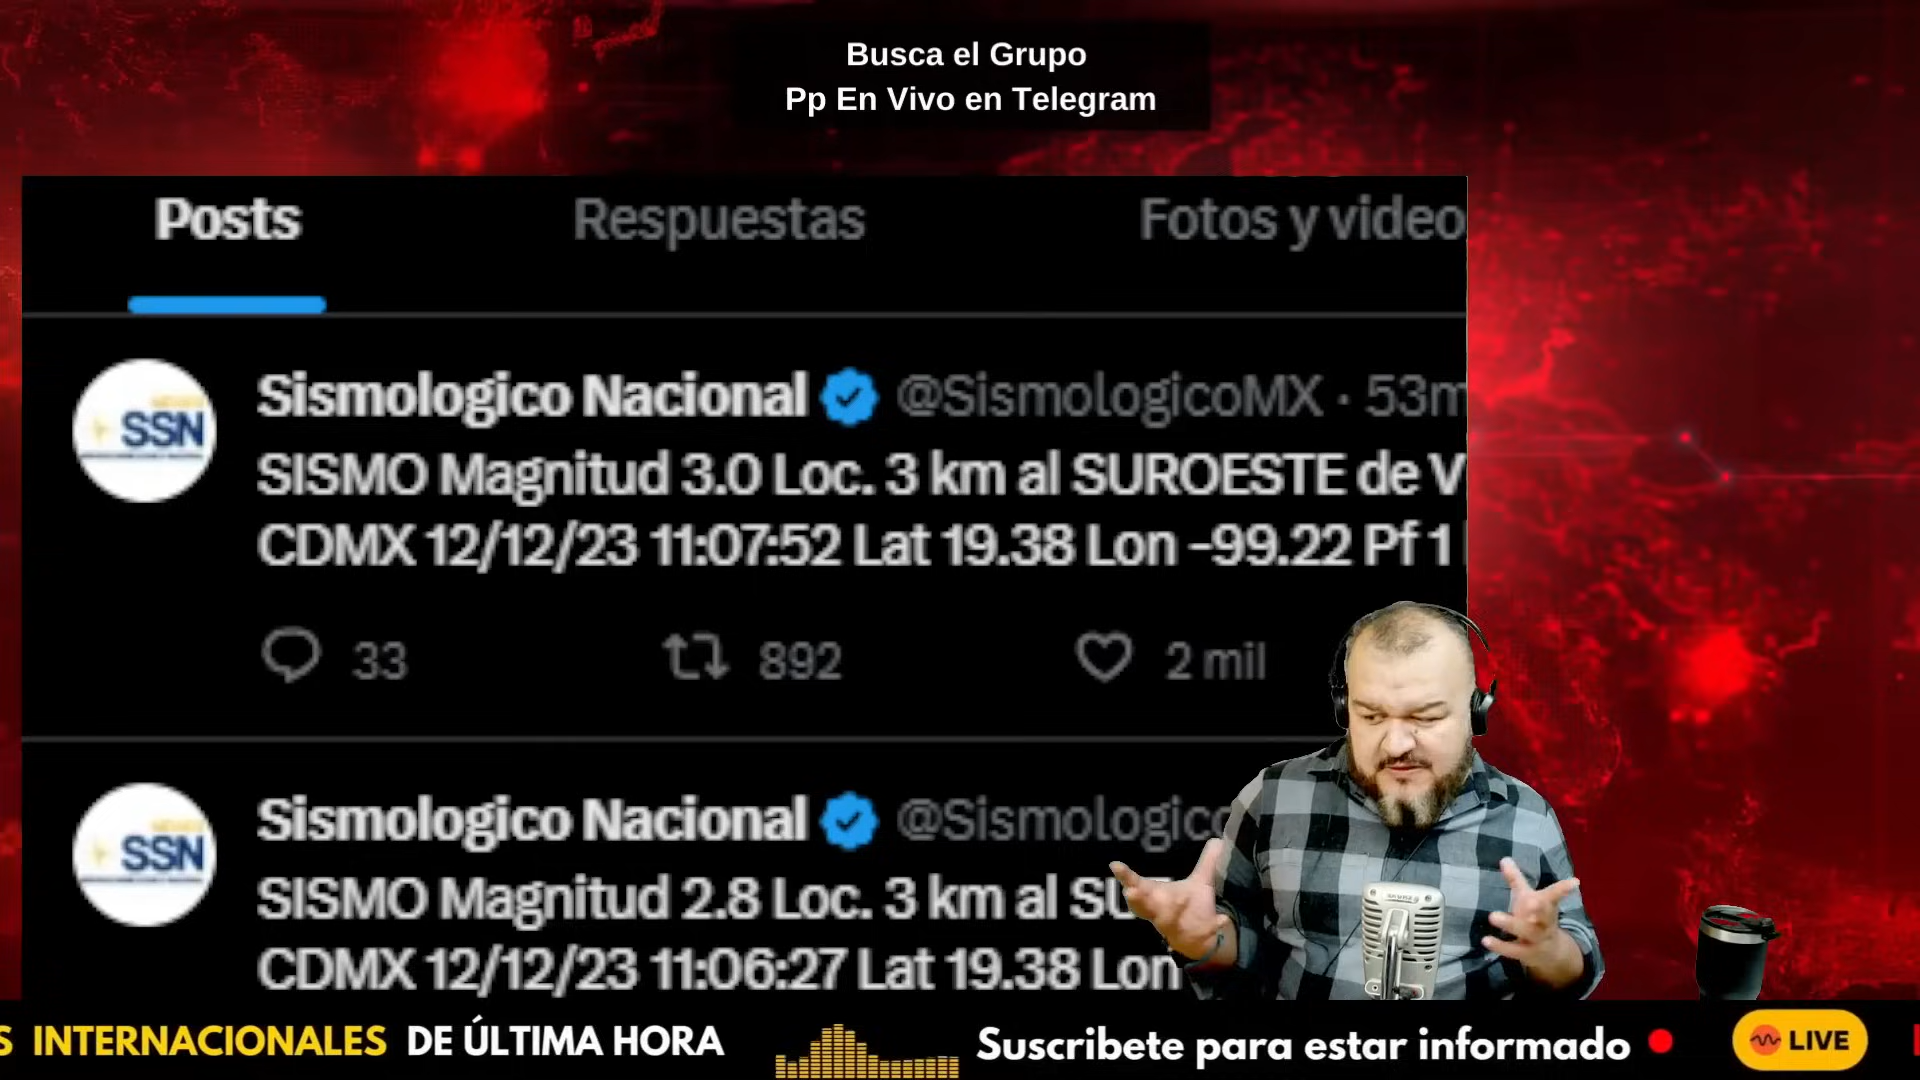 Busca el Grupo
Pp En Vivo en Telegram
Posts Respuestas Fotos y video
SSN
Sismologico Nacional @SismologicoMX · 53m
SISMO Magnitud 3.0 Loc. 3 km al SUROESTE de V
CDMX 12/12/23 11:07:52 Lat 19.38 Lon -99.22 Pf 1
33 892 2 mil
SSN
Sismologico Nacional @Sismologico
SISMO Magnitud 2.8 Loc. 3 km al SU
CDMX 12/12/23 11:06:27 Lat 19.38 Lon
S INTERNACIONALES DE ÚLTIMA HORA Suscribete para estar informado LIVE